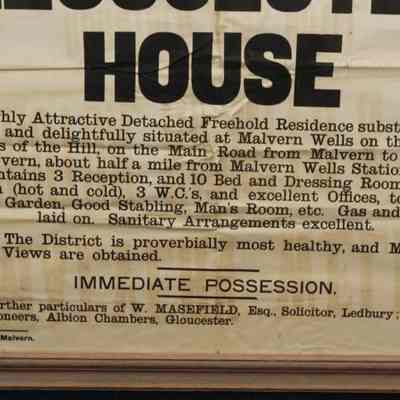 HOUSE
hly Attractive Detached Freehold Residence subst
and delightfully situated at Malvern Wells on th
s of the Hill, on the Main Road from Malvern to
vern, about half a mile from Malvern Wells Statio
tains 3 Reception, and 10 Bed and Dressing Room
(hot and cold), 3 W.C's, and excellent Offices, to
Garden, Good Stabling, Man's Room, etc. Gas and
laid on. Sanitary Arrangements excellent.
The District is proverbially most healthy, and M
Views are obtained.
IMMEDIATE POSSESSION.
rther particulars of W. MASEFIELD, Esq., Solicitor, Ledbury;
oneers, Albion Chambers, Gloucester.
Malvern.